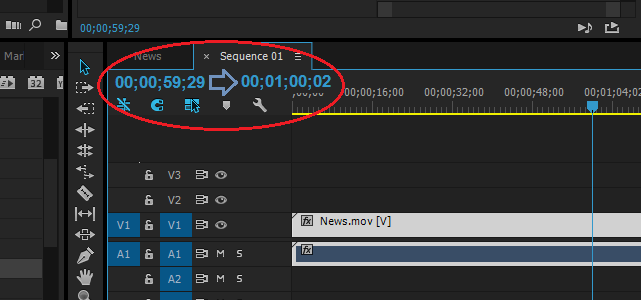 00;00;59;29
Mar
News × Sequence 01
00;00;59;29 00;01;00;02
32
;00;00 00;00;16;00 00;00;32;00 00;00;48;00 00;01;04;02
V3
V2
V1 V1 fx News.mov [V]
A1 A1 M S fx
A2 M S